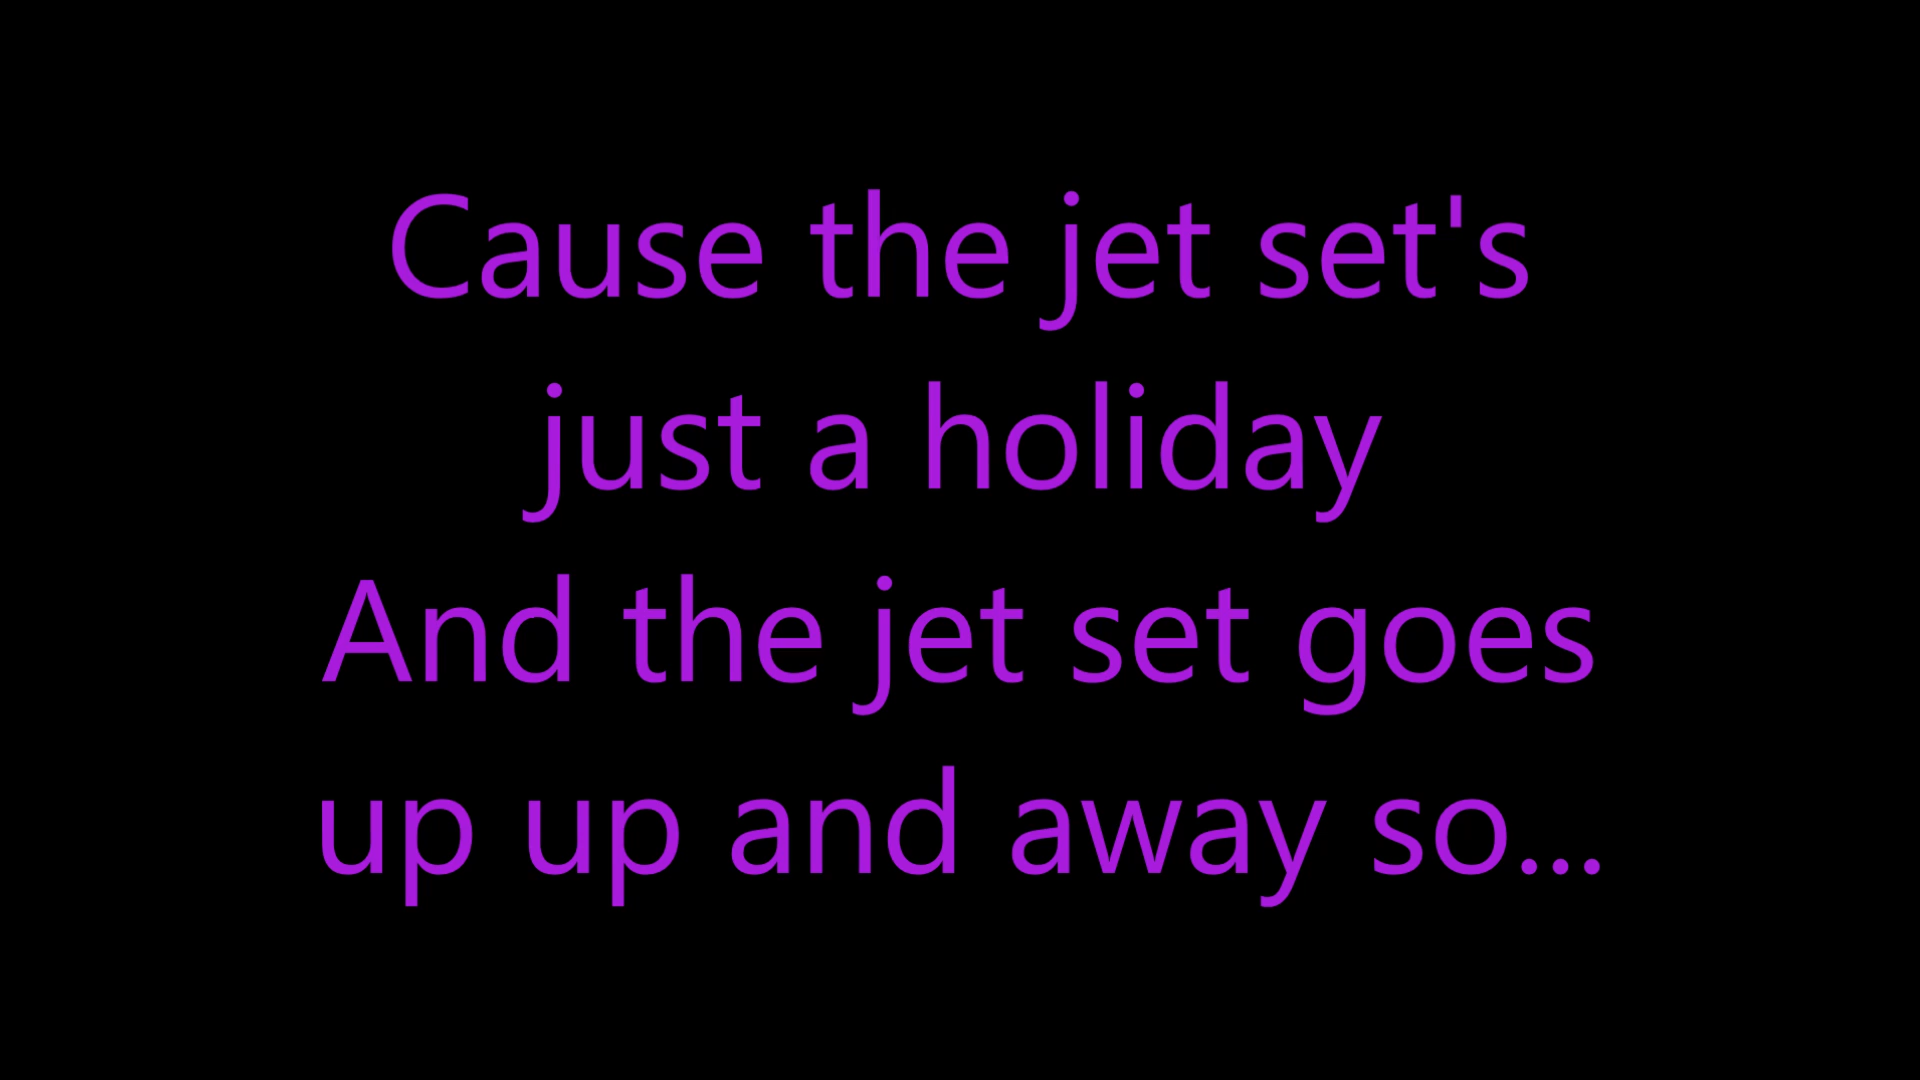 Cause the jet set's
just a holiday
And the jet set goes
up up and away so...